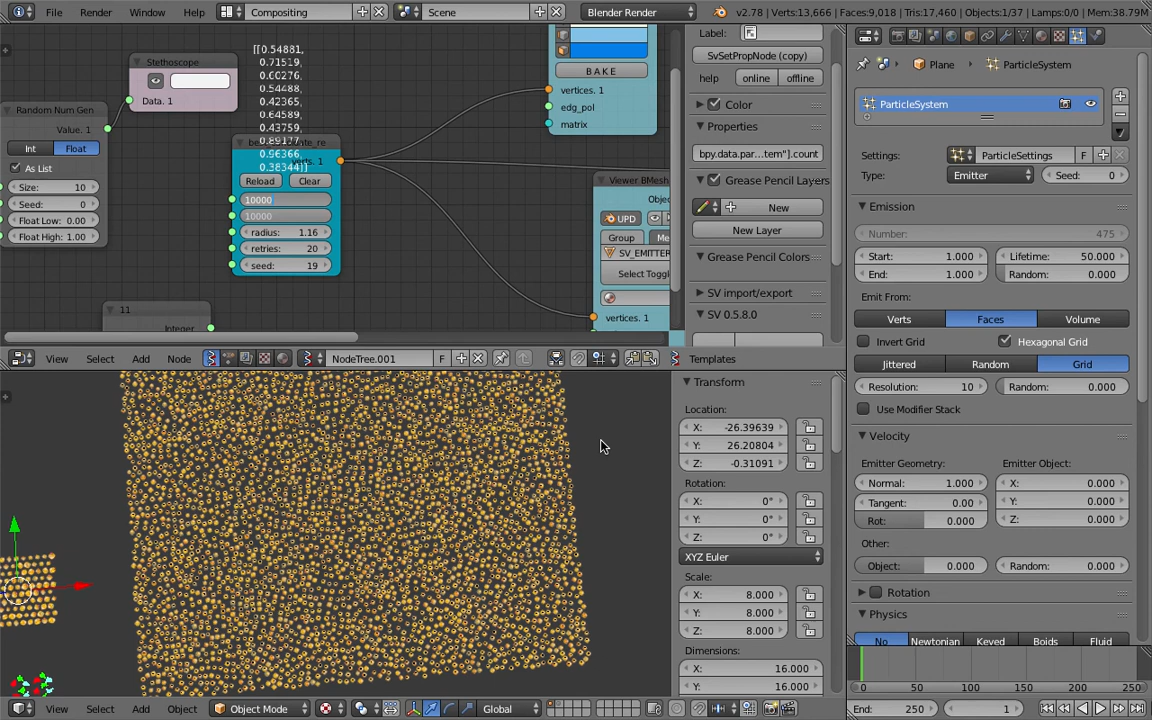 File Render Window Help Compositing Scene Blender Render v2.78 | Verts:13,666 | Faces:9,018 | Tris:17,460 | Objects:1/37 | Lamps:0/0 | Mem:38.79M
Stethoscope
Data. 1
[[0.54881,
0.71519,
0.60276,
0.54488,
0.42365,
0.64589,
0.43759,
0.89177,
0.96366,
0.38344]]
Random Num Gen
Value. 1
Int Float
As List
Size: 10
Seed: 0
Float Low: 0.00
Float High: 1.00
verts. 1
Reload Clear
10000
10000
radius: 1.16
retries: 20
seed: 19
11
Integer
BAKE
vertices. 1
edg_pol
matrix
Viewer BMesh
Objec
UPD
Group Me
SV_EMITTER
Select Toggl
vertices. 1
Label: F
SvSetPropNode (copy)
help online offline
Color
Properties
bpy.data.par...tem"].count
Grease Pencil Layers
New
New Layer
Grease Pencil Colors
SV import/export
SV 0.5.8.0
Templates
View Select Add Node NodeTree.001 F
Transform
Location:
X: -26.39639
Y: 26.20804
Z: -0.31091
Rotation:
X: 0°
Y: 0°
Z: 0°
XYZ Euler
Scale:
X: 8.000
Y: 8.000
Z: 8.000
Dimensions:
X: 16.000
Y: 16.000
View Select Add Object Object Mode Global
Plane ParticleSystem
ParticleSystem
Settings: ParticleSettings F
Type: Emitter Seed: 0
Emission
Number: 475
Start: 1.000 Lifetime: 50.000
End: 1.000 Random: 0.000
Emit From:
Verts Faces Volume
Invert Grid Hexagonal Grid
Jittered Random Grid
Resolution: 10 Random: 0.000
Use Modifier Stack
Velocity
Emitter Geometry: Emitter Object:
Normal: 1.000 X: 0.000
Tangent: 0.00 Y: 0.000
Rot: 0.000 Z: 0.000
Other:
Object: 0.000 Random: 0.000
Rotation
Physics
No Newtonian Keyed Boids Fluid
0 50 100 150 200 250
End: 250 1